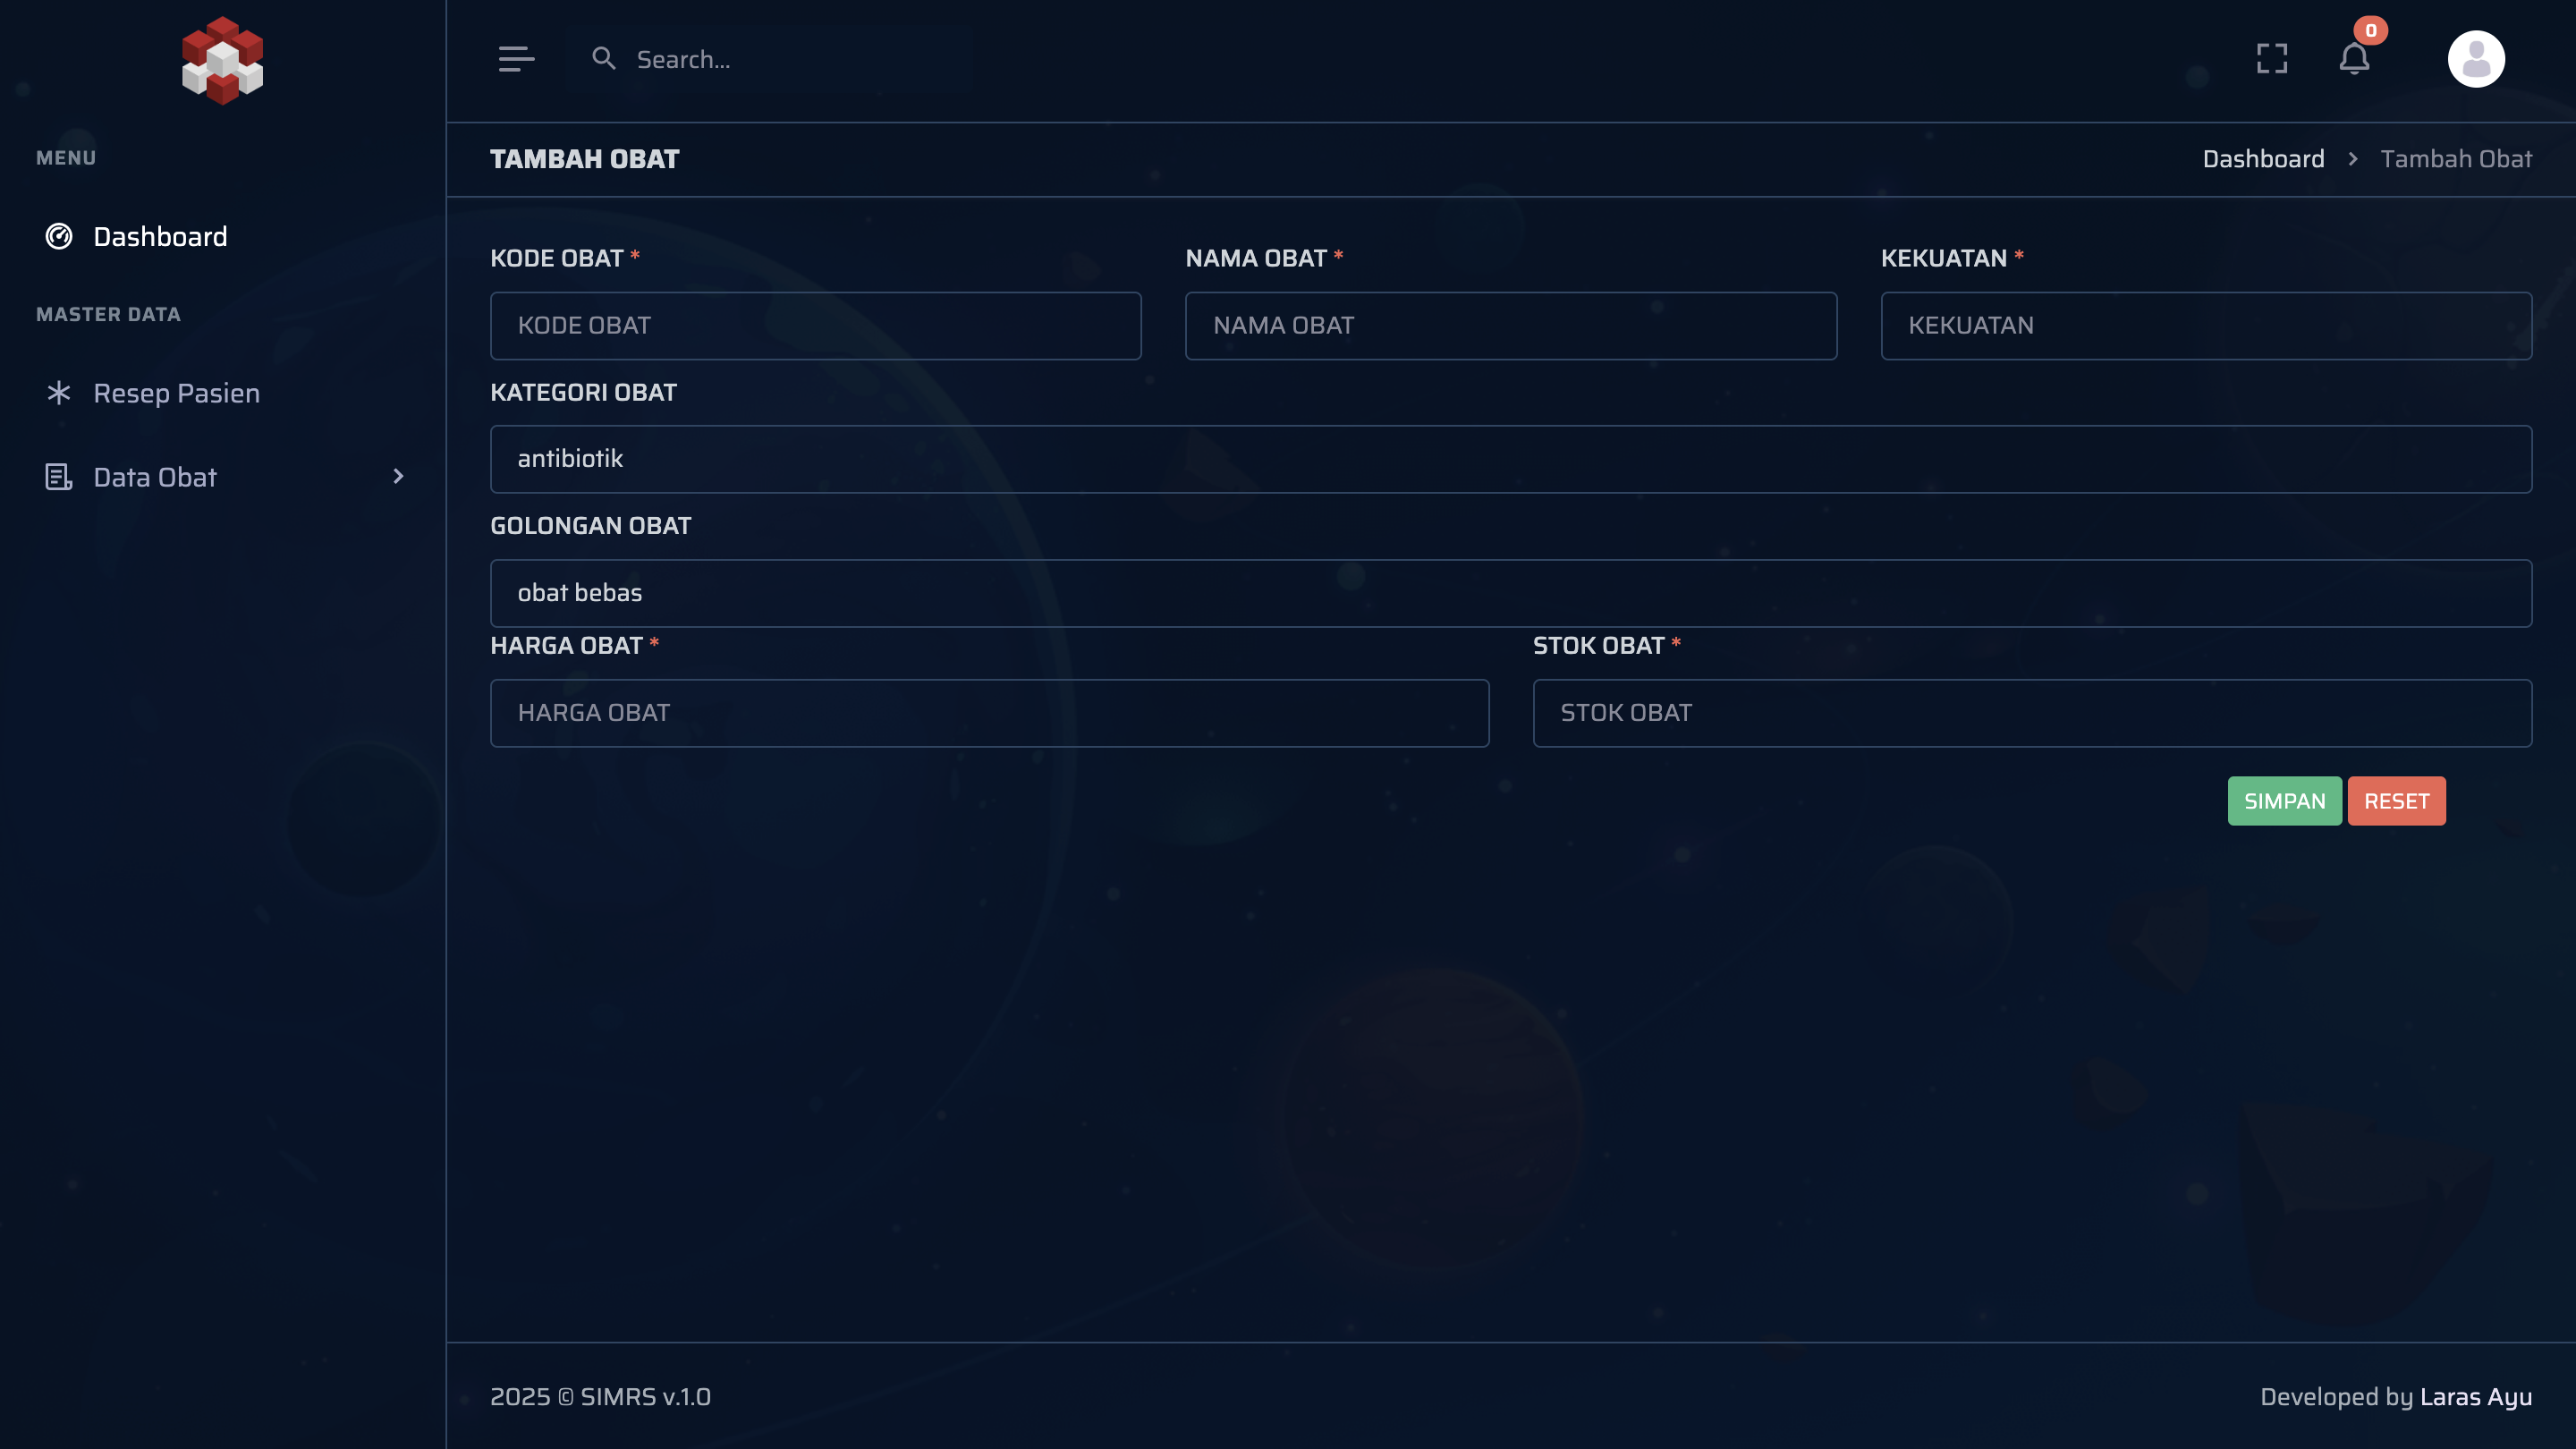 0
Search...
MENU
TAMBAH OBAT
Dashboard > Tambah Obat
Dashboard
KODE OBAT *
NAMA OBAT *
KEKUATAN *
MASTER DATA
KODE OBAT
NAMA OBAT
KEKUATAN
Resep Pasien
KATEGORI OBAT
antibiotik
Data Obat
GOLONGAN OBAT
obat bebas
HARGA OBAT *
STOK OBAT *
HARGA OBAT
STOK OBAT
SIMPAN
RESET
2025 © SIMRS v.1.0
Developed by Laras Ayu